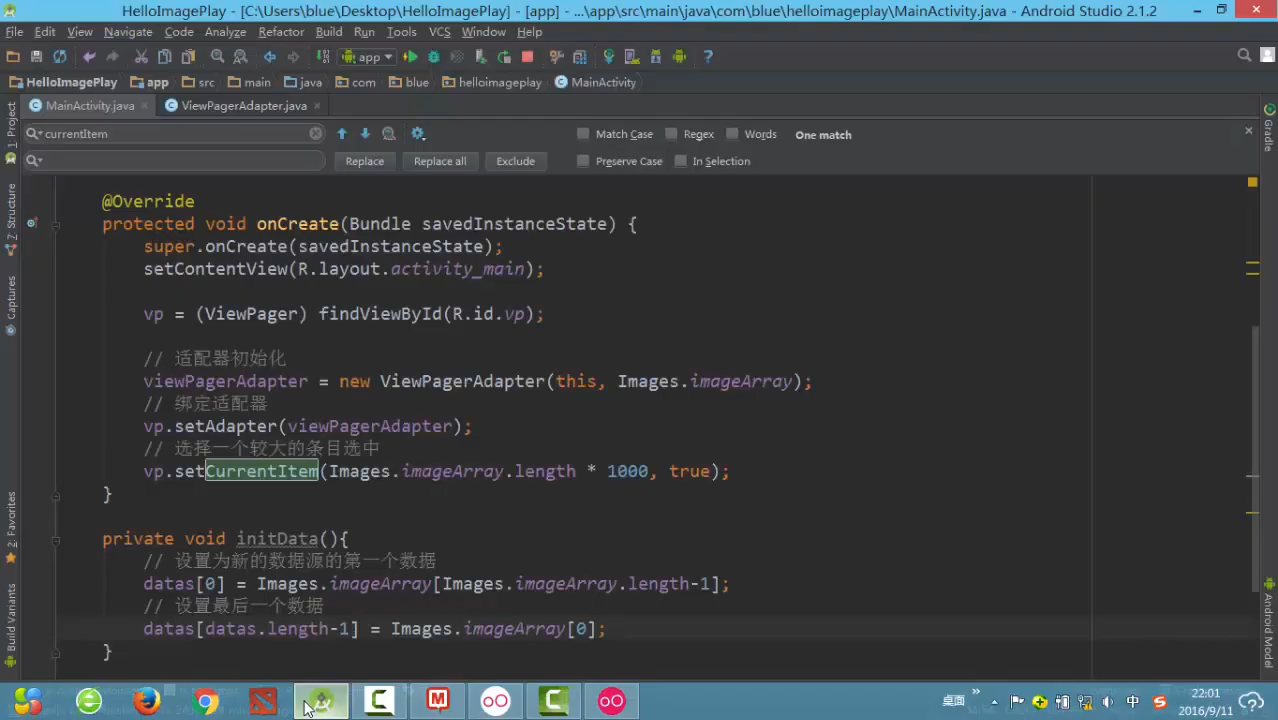 HelloImagePlay - [C:\Users\blue\Desktop\HelloImagePlay] - [app] - ...\app\src\main\java\com\blue\helloimageplay\MainActivity.java - Android Studio 2.1.2
File Edit View Navigate Code Analyze Refactor Build Run Tools VCS Window Help
app
HelloImagePlay app src main java com blue helloimageplay MainActivity
MainActivity.java ViewPagerAdapter.java
currentItem Match Case Regex Words One match
Replace Replace all Exclude Preserve Case In Selection
@Override
protected void onCreate(Bundle savedInstanceState) {
super.onCreate(savedInstanceState);
setContentView(R.layout.activity_main);
vp = (ViewPager) findViewById(R.id.vp);
// 适配器初始化
viewPagerAdapter = new ViewPagerAdapter(this, Images.imageArray);
// 绑定适配器
vp.setAdapter(viewPagerAdapter);
// 选择一个较大的条目选中
vp.setCurrentItem(Images.imageArray.length * 1000, true);
}
private void initData(){
// 设置为新的数据源的第一个数据
datas[0] = Images.imageArray[Images.imageArray.length-1];
// 设置最后一个数据
datas[datas.length-1] = Images.imageArray[0];
}
1: Project
7: Structure
Captures
2: Favorites
Build Variants
Gradle
Android Model
桌面
中
22:01
2016/9/11